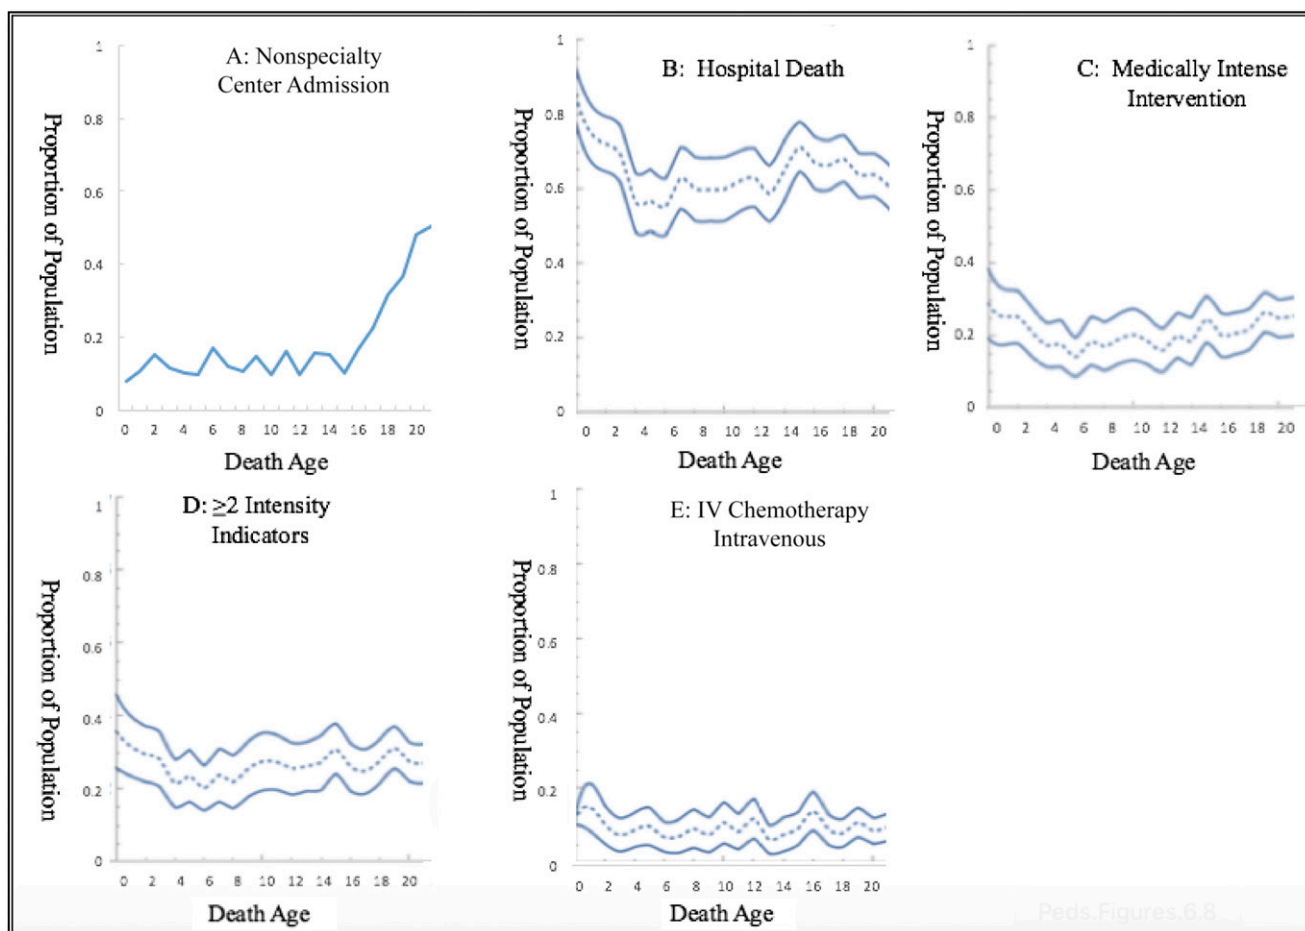 A: Nonspecialty
Center Admission
Proportion of Population
1
0.8
0.6
0.4
0.2
0
0 2 4 6 8 10 12 14 16 18 20
Death Age
B: Hospital Death
Proportion of Population
1
0.8
0.6
0.4
0.2
0
0 2 4 6 8 10 12 14 16 18 20
Death Age
C: Medically Intense
Intervention
Proportion of Population
1
0.8
0.6
0.4
0.2
0
0 2 4 6 8 10 12 14 16 18 20
Death Age
D: ≥2 Intensity
Indicators
Proportion of Population
1
0.8
0.6
0.4
0.2
0
0 2 4 6 8 10 12 14 16 18 20
Death Age
E: IV Chemotherapy
Intravenous
Proportion of Population
1
0.8
0.6
0.4
0.2
0
0 2 4 6 8 10 12 14 16 18 20
Death Age
Peds.Figures.6.8